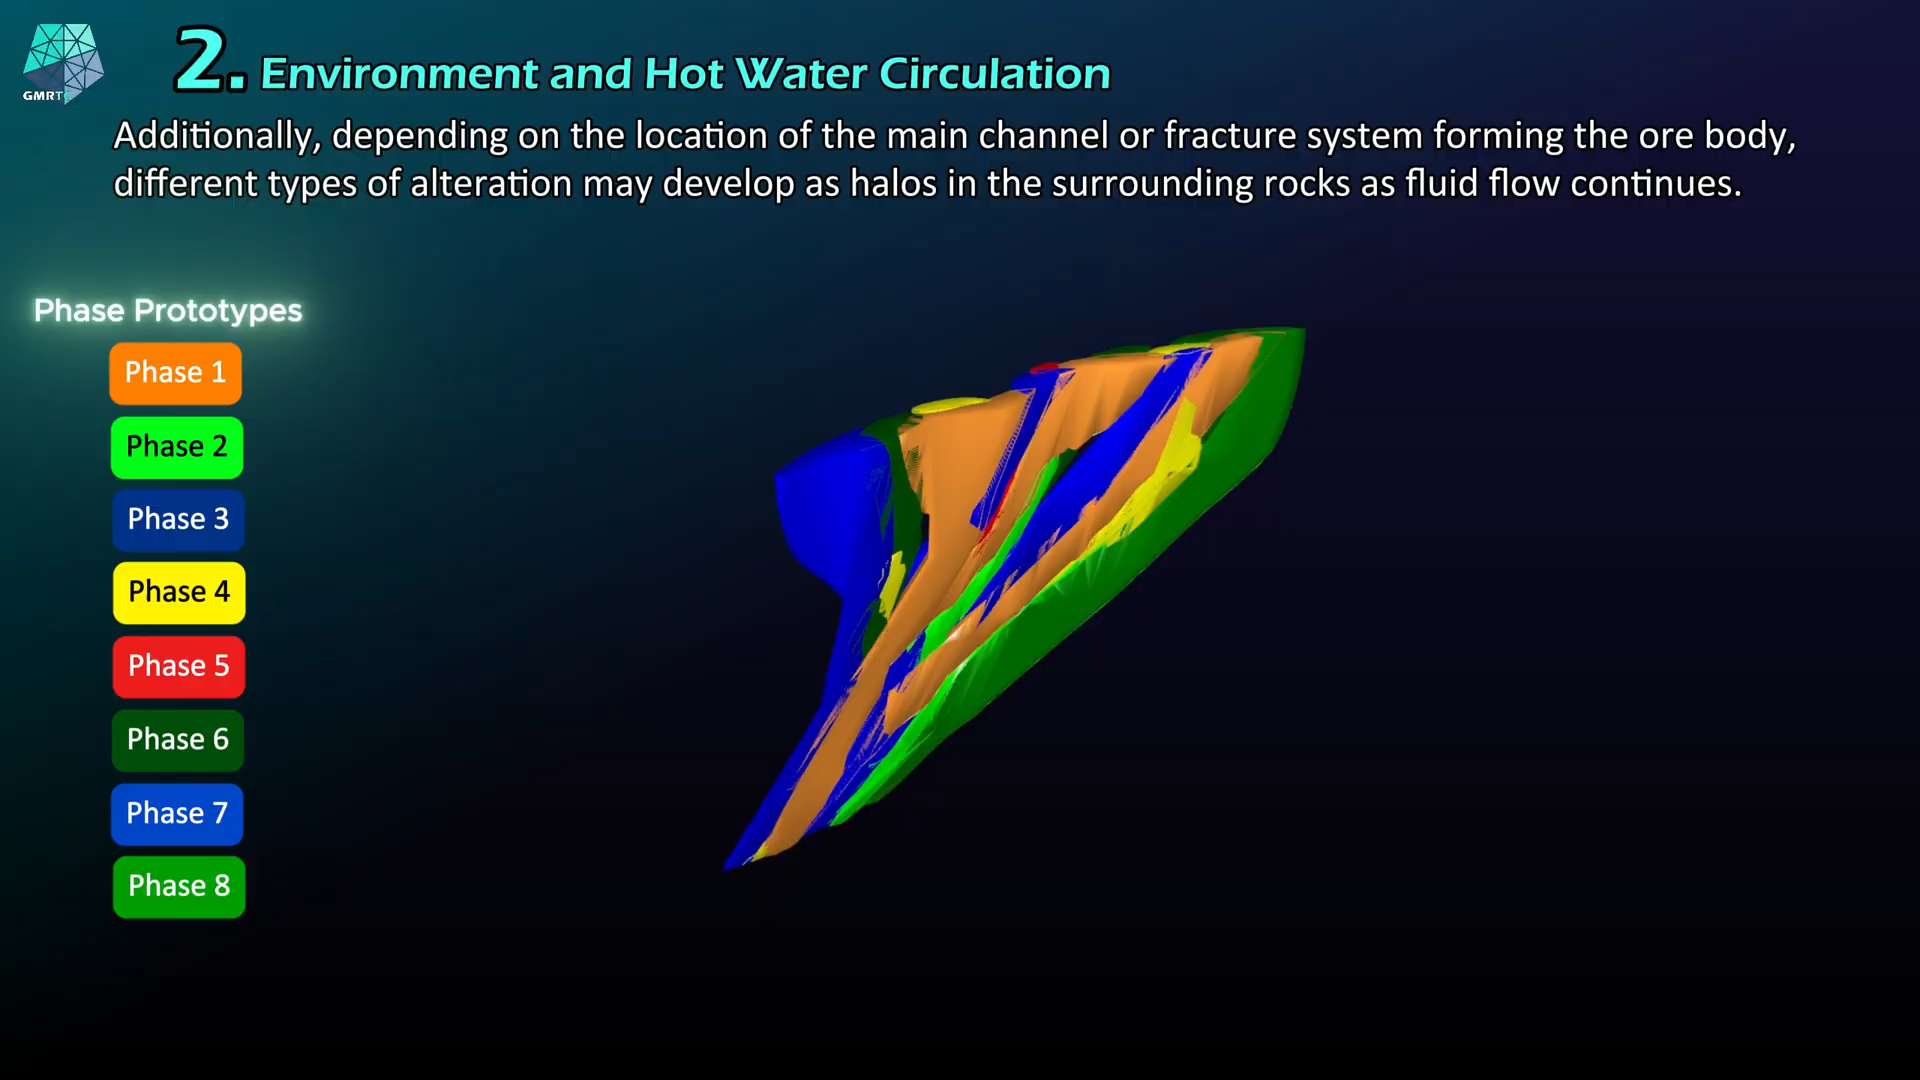 GMRT
2. Environment and Hot Water Circulation
Additionally, depending on the location of the main channel or fracture system forming the ore body,
different types of alteration may develop as halos in the surrounding rocks as fluid flow continues.
Phase Prototypes
Phase 1
Phase 2
Phase 3
Phase 4
Phase 5
Phase 6
Phase 7
Phase 8